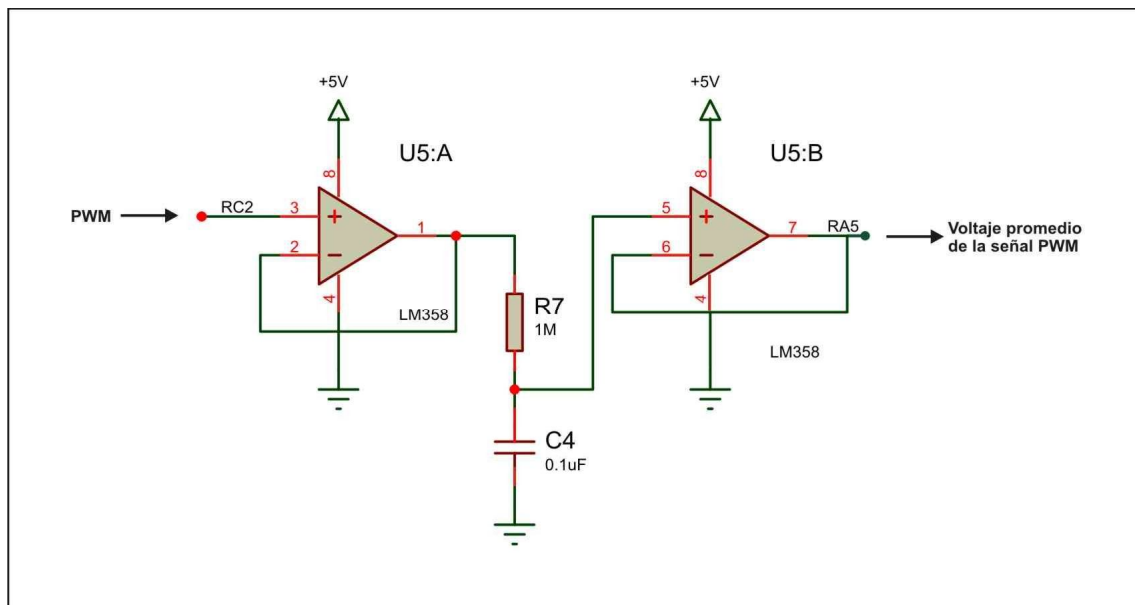 +5V
+5V
U5:A
U5:B
8
8
PWM
RC2
3
+
1
2
-
4
LM358
5
+
7
6
-
4
RA5
Voltaje promedio
de la señal PWM
LM358
R7
1M
C4
0.1uF